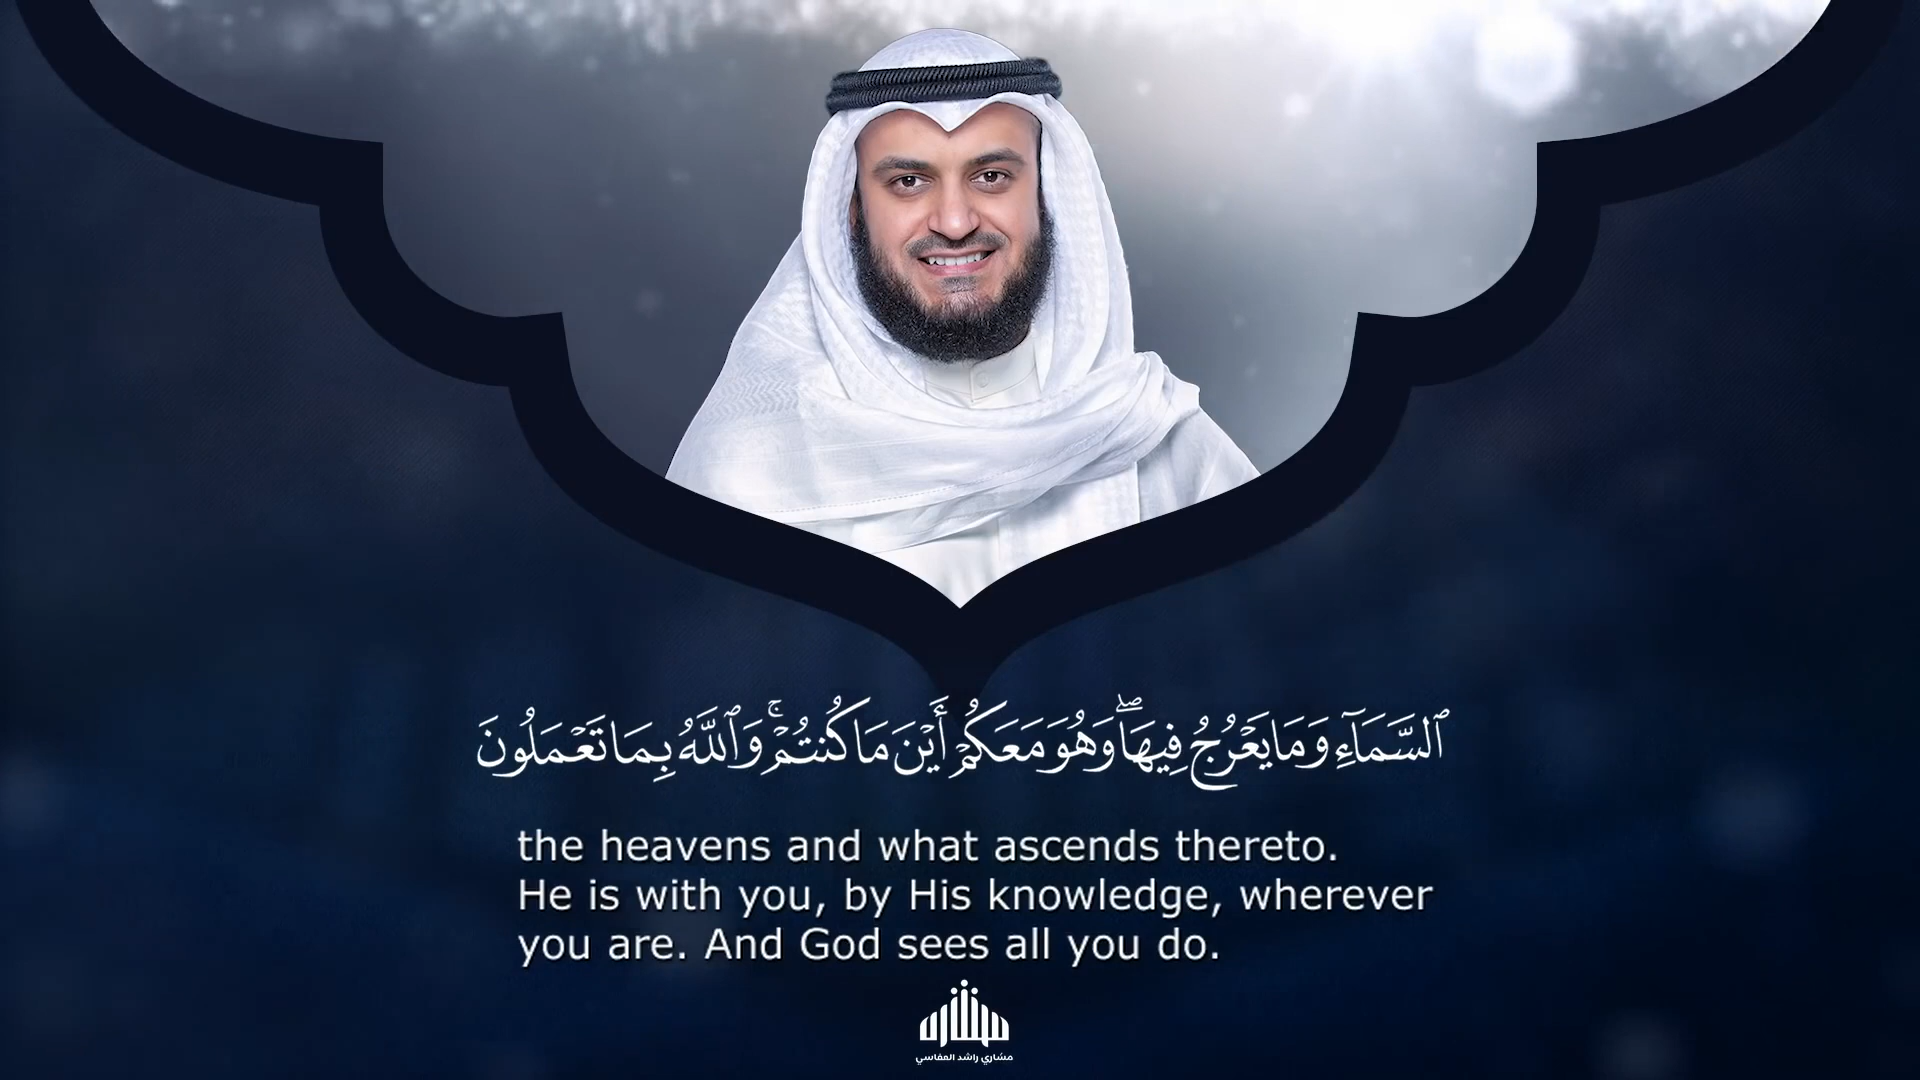 ٱلسَّمَآءِ وَمَا يَعْرُجُ فِيهَا ۖ وَهُوَ مَعَكُمْ أَيْنَ مَا كُنتُمْ ۚ وَٱللَّهُ بِمَا تَعْمَلُونَ
the heavens and what ascends thereto.
He is with you, by His knowledge, wherever
you are. And God sees all you do.
مشاري راشد العفاسي